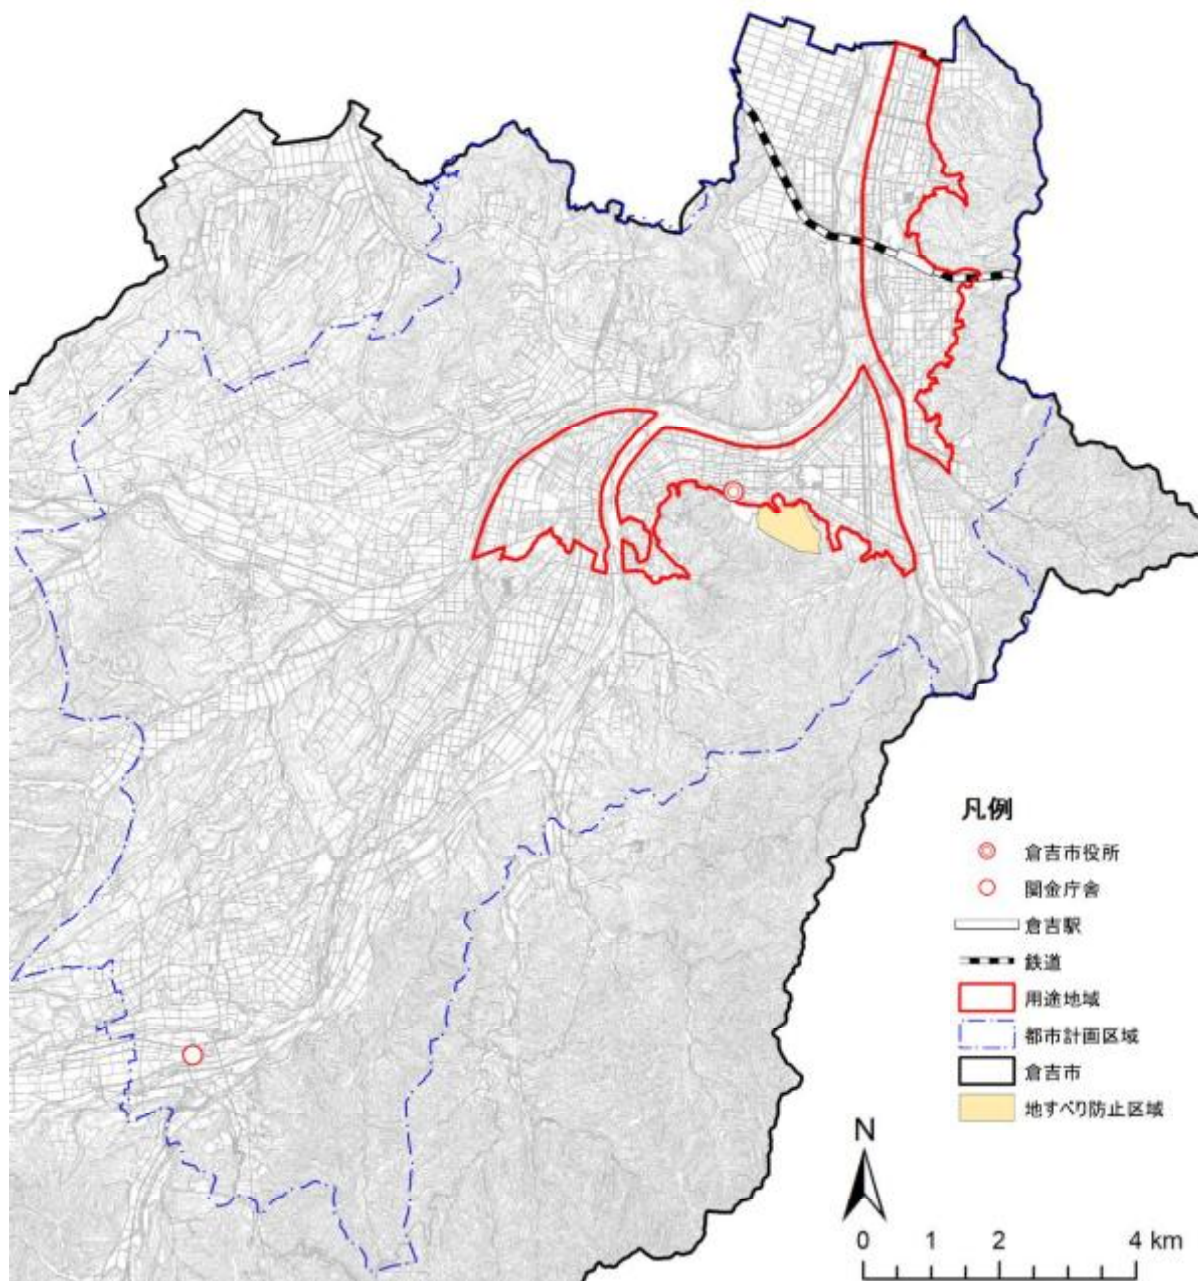 凡例
倉吉市役所
関金庁舎
倉吉駅
鉄道
用途地域
都市計画区域
倉吉市
地すべり防止区域
N
0 1 2 4 km